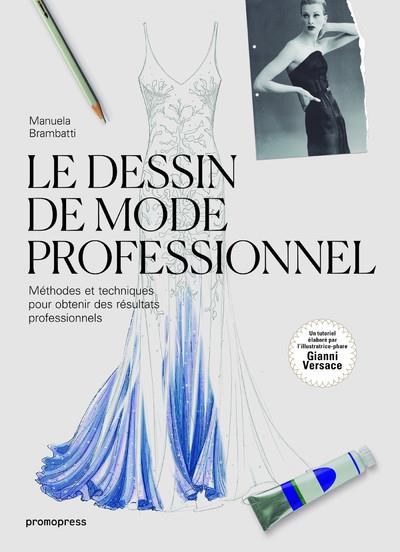 Manuela
Brambatti
LE DESSIN
DE MODE
PROFESSIONNEL
Méthodes et techniques
pour obtenir des résultats
professionnels
Un tutoriel
élaboré par
l'illustratrice-phare
Gianni
Versace
promopress